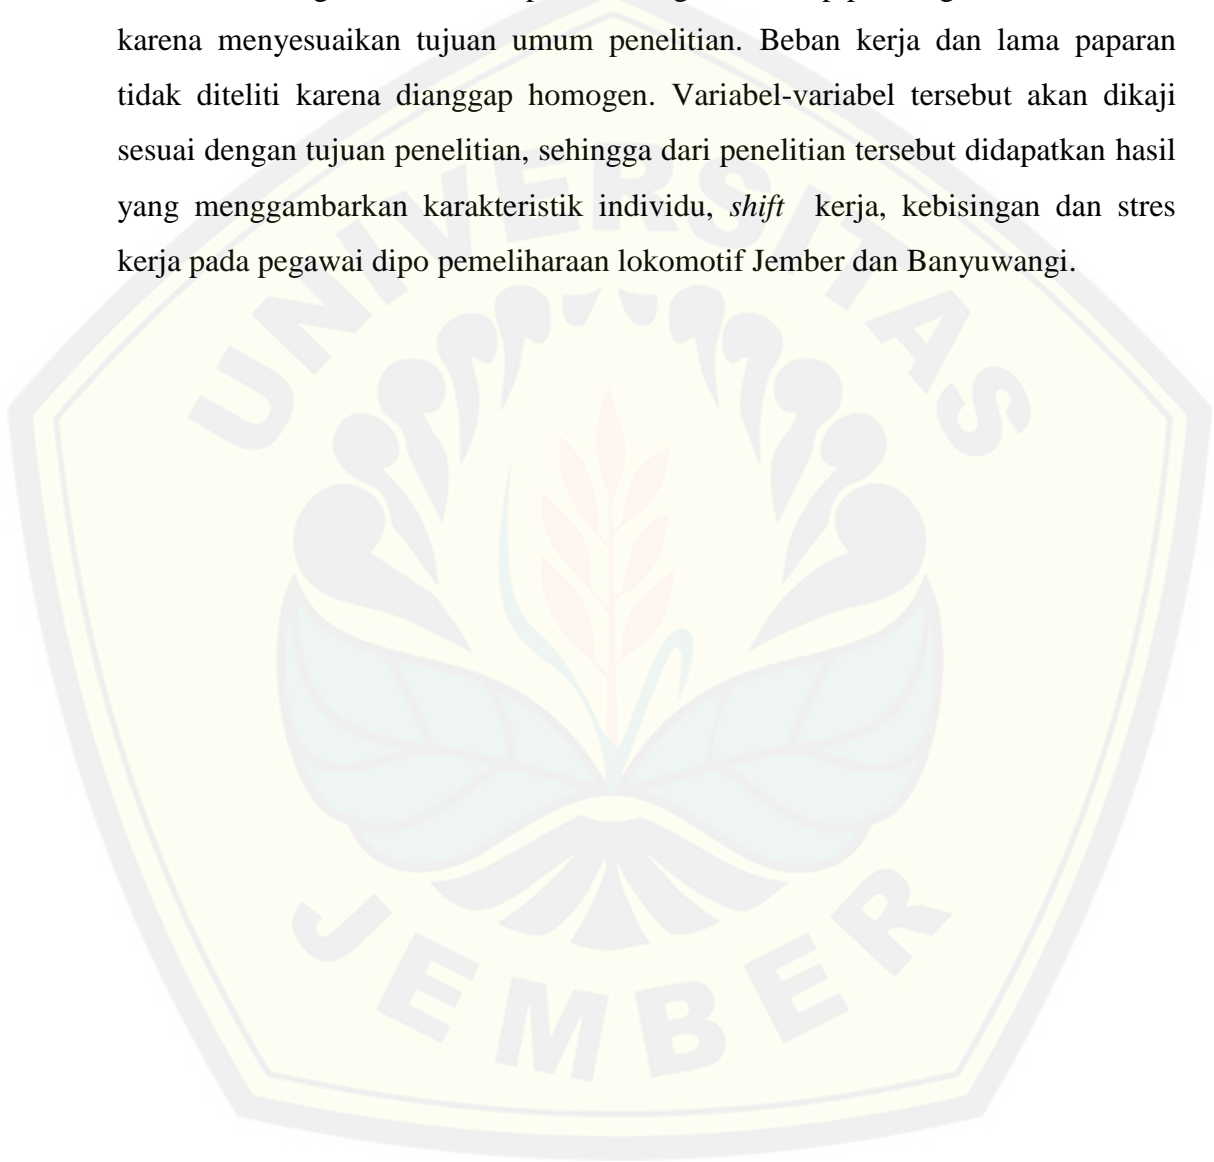 karena menyesuaikan tujuan umum penelitian. Beban kerja dan lama paparan
tidak diteliti karena dianggap homogen. Variabel-variabel tersebut akan dikaji
sesuai dengan tujuan penelitian, sehingga dari penelitian tersebut didapatkan hasil
yang menggambarkan karakteristik individu, shift kerja, kebisingan dan stres
kerja pada pegawai dipo pemeliharaan lokomotif Jember dan Banyuwangi.
UNIVERSITAS
JEMBER